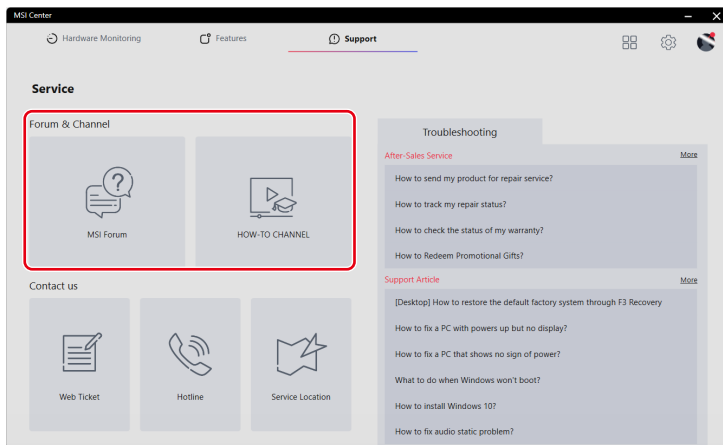 MSI Center
Hardware Monitoring
Features
Support
Service
Forum & Channel
MSI Forum
HOW-TO CHANNEL
Contact us
Web Ticket
Hotline
Service Location
Troubleshooting
After-Sales Service
More
How to send my product for repair service?
How to track my repair status?
How to check the status of my warranty?
How to Redeem Promotional Gifts?
Support Article
More
[Desktop] How to restore the default factory system through F3 Recovery
How to fix a PC with powers up but no display?
How to fix a PC that shows no sign of power?
What to do when Windows won't boot?
How to install Windows 10?
How to fix audio static problem?